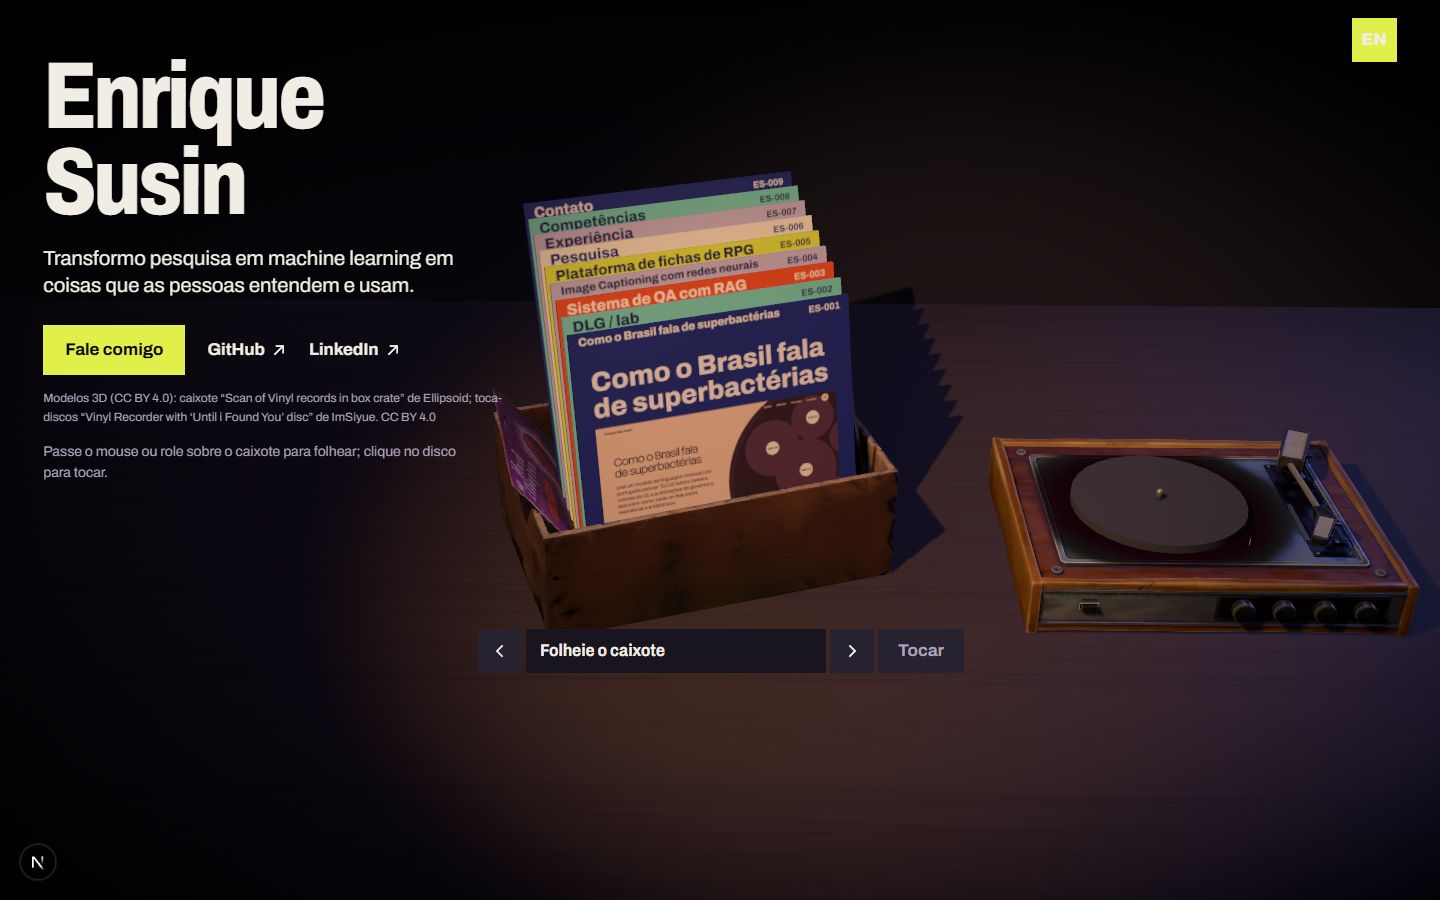 EN
Enrique
Susin
Transformo pesquisa em machine learning em
coisas que as pessoas entendem e usam.
Fale comigo
GitHub
LinkedIn
Modelos 3D (CC BY 4.0): caixote “Scan of Vinyl records in box crate” de Ellipsoid; toca-
discos “Vinyl Recorder with ‘Until i Found You’ disc” de ImSiyue. CC BY 4.0
Passe o mouse ou role sobre o caixote para folhear; clique no disco
para tocar.
Contato ES-009
Competências ES-008
Experiência ES-007
Pesquisa ES-006
Plataforma de fichas de RPG ES-005
Image Captioning com redes neurais ES-004
Sistema de QA com RAG ES-003
DLG / lab ES-002
Como o Brasil fala de superbactérias ES-001
Como o Brasil fala
de superbactérias
Como o Brasil fala
de superbactérias
Folheie o caixote
Tocar
N